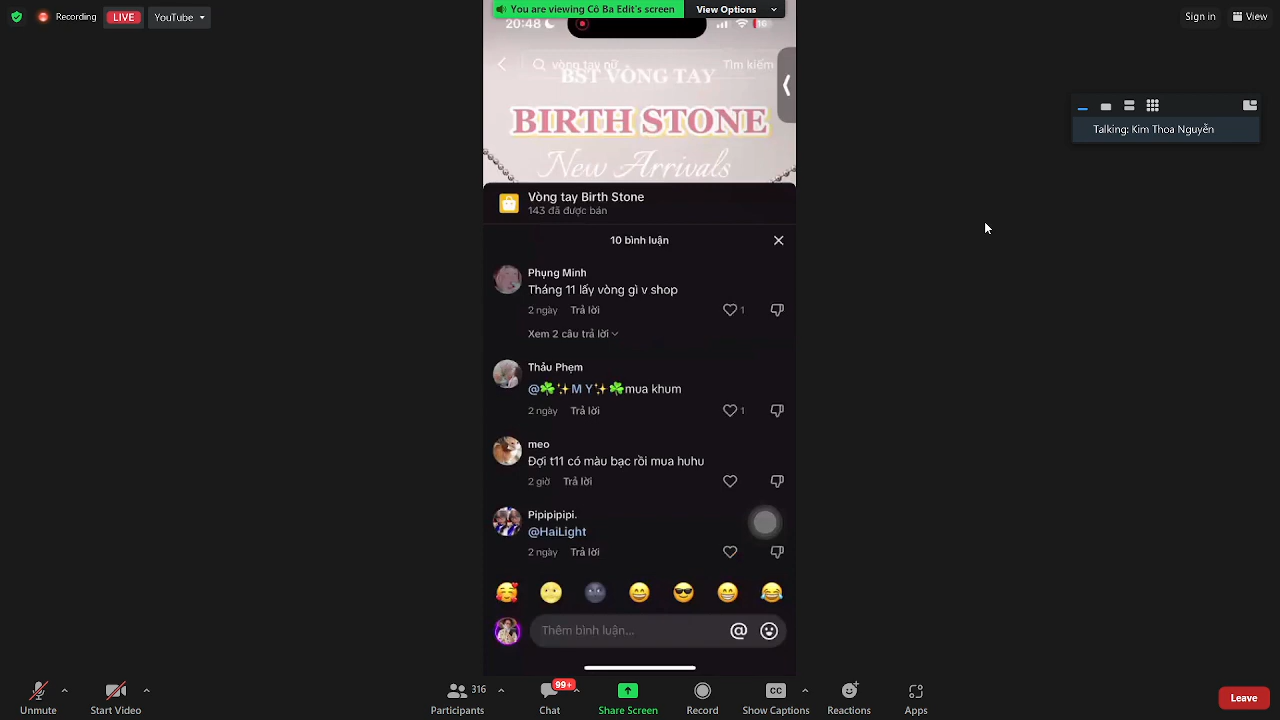 Recording
LIVE
YouTube
You are viewing Cô Ba Edit's screen
View Options
View
20:48
10
vòng tay nữ
Tìm kiếm
BST VÒNG TAY
BIRTH STONE
New Arrivals
Talking: Kim Thoa Nguyễn
Vòng tay Birth Stone
143 đã được bán
10 bình luận
Phụng Minh
Tháng 11 lấy vòng gì v shop
2 ngày Trả lời 1
Xem 2 câu trả lời
Thảu Phẹm
@☘️✨M Y✨☘️mua khum
2 ngày Trả lời 1
meo
Đợi t11 có màu bạc rồi mua huhu
2 giờ Trả lời
Pipipipipi.
@HaiLight
2 ngày Trả lời
Thêm bình luận...
Unmute
Start Video
Participants 316
Chat 99+
Share Screen
Record
CC
Show Captions
Reactions
Apps
Leave